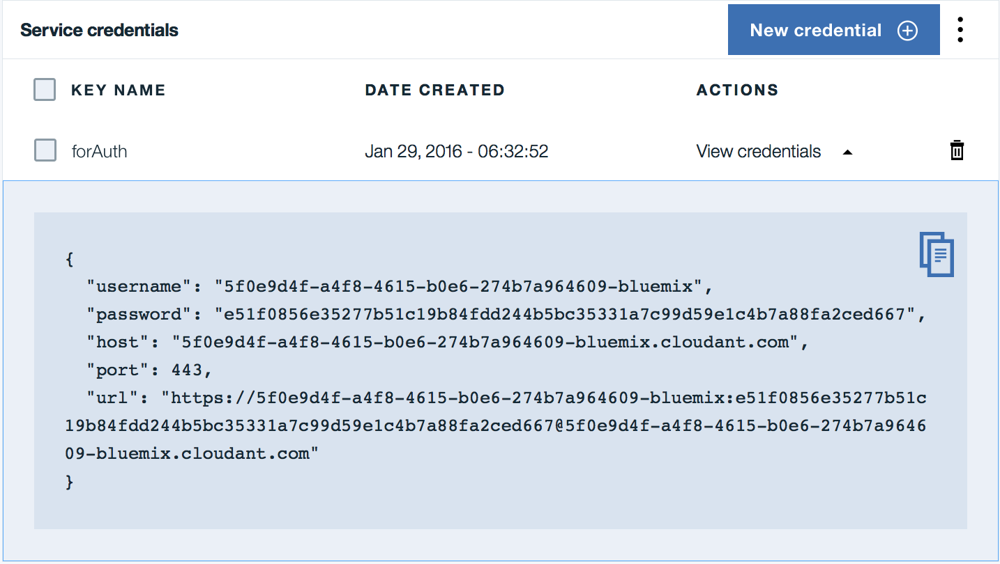 Service credentials
New credential
KEY NAME DATE CREATED ACTIONS
forAuth Jan 29, 2016 - 06:32:52 View credentials
{
"username": "5f0e9d4f-a4f8-4615-b0e6-274b7a964609-bluemix",
"password": "e51f0856e35277b51c19b84fdd244b5bc35331a7c99d59e1c4b7a88fa2ced667",
"host": "5f0e9d4f-a4f8-4615-b0e6-274b7a964609-bluemix.cloudant.com",
"port": 443,
"url": "https://5f0e9d4f-a4f8-4615-b0e6-274b7a964609-bluemix:e51f0856e35277b51c
19b84fdd244b5bc35331a7c99d59e1c4b7a88fa2ced667@5f0e9d4f-a4f8-4615-b0e6-274b7a9646
09-bluemix.cloudant.com"
}